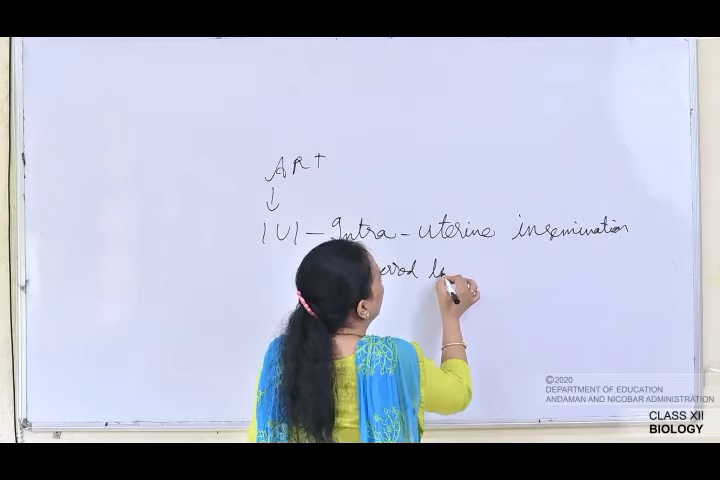 ART
↓
IUI - Intra-uterine insemination
©2020
DEPARTMENT OF EDUCATION
ANDAMAN AND NICOBAR ADMINISTRATION
CLASS XII
BIOLOGY